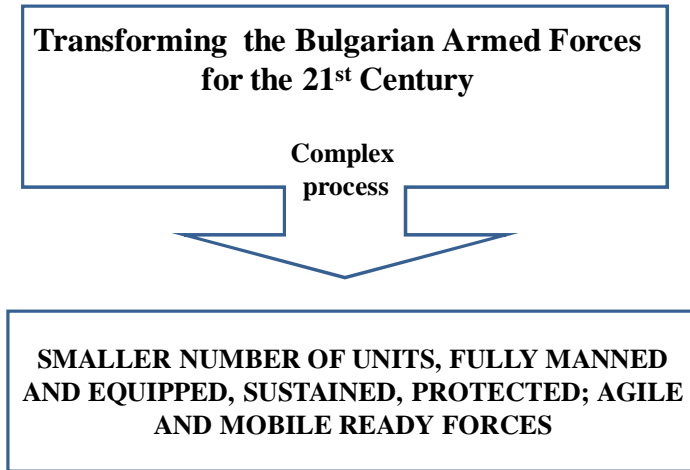 Transforming the Bulgarian Armed Forces
for the 21st Century
Complex
process
SMALLER NUMBER OF UNITS, FULLY MANNED
AND EQUIPPED, SUSTAINED, PROTECTED; AGILE
AND MOBILE READY FORCES